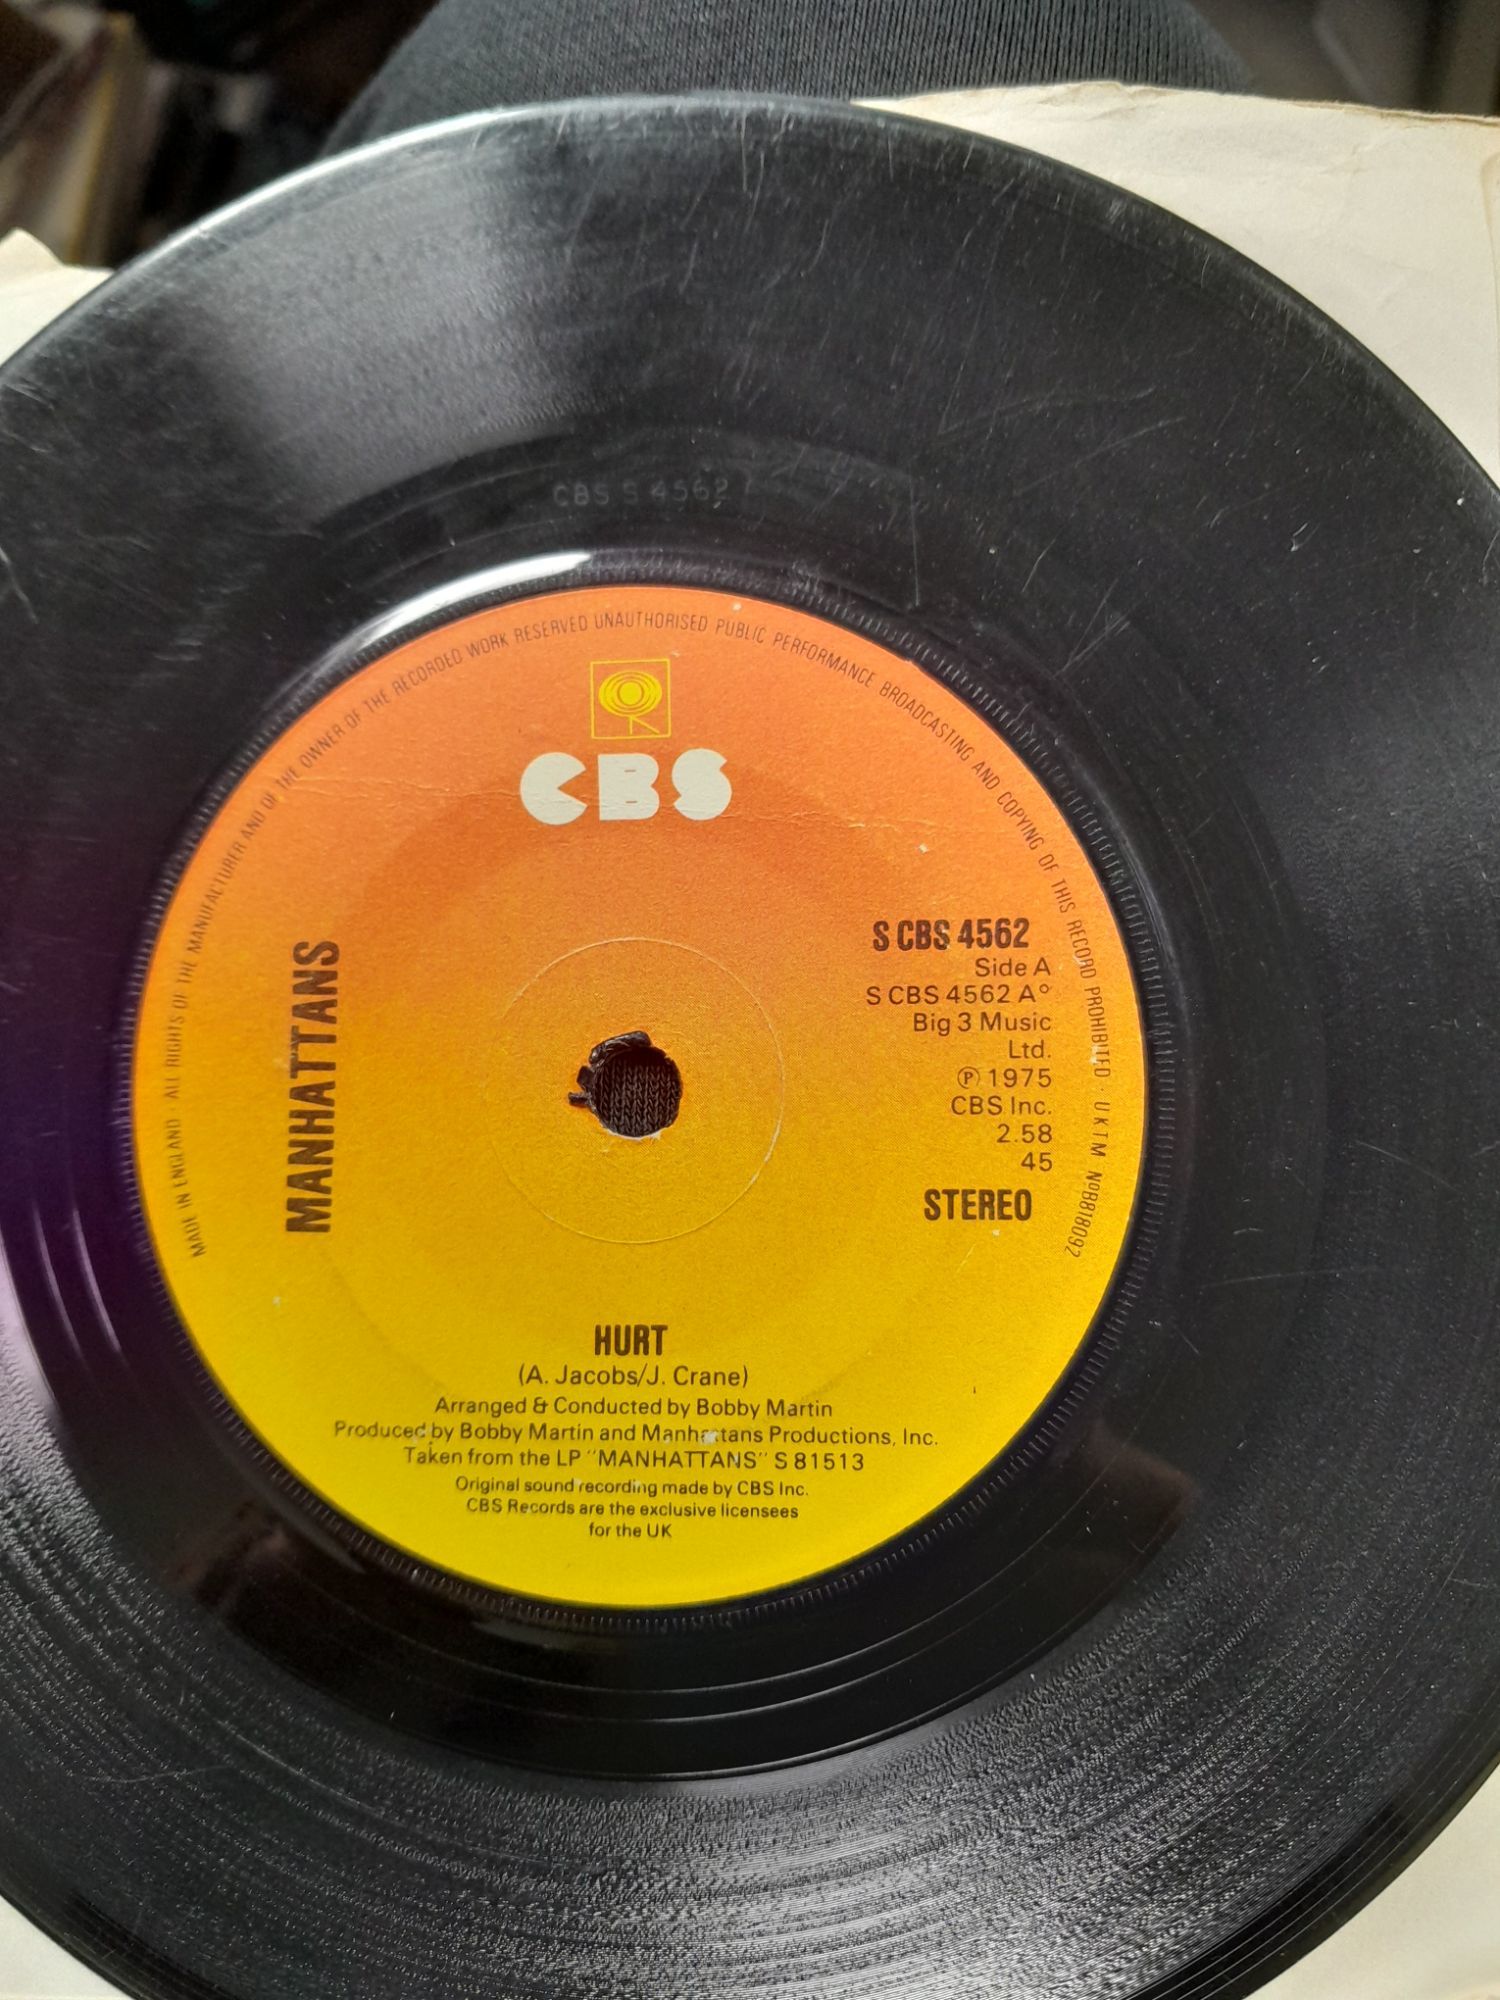 CBS S 4562
MADE IN ENGLAND · ALL RIGHTS OF THE MANUFACTURER AND OF THE OWNER OF THE RECORDED WORK RESERVED UNAUTHORISED PUBLIC PERFORMANCE BROADCASTING AND COPYING OF THIS RECORD PROHIBITED · UKTM NoB818092
CBS
MANHATTANS
S CBS 4562
Side A
S CBS 4562 A°
Big 3 Music
Ltd.
℗ 1975
CBS Inc.
2.58
45
STEREO
HURT
(A. Jacobs/J. Crane)
Arranged & Conducted by Bobby Martin
Produced by Bobby Martin and Manhattans Productions, Inc.
Taken from the LP "MANHATTANS" S 81513
Original sound recording made by CBS Inc.
CBS Records are the exclusive licensees
for the UK